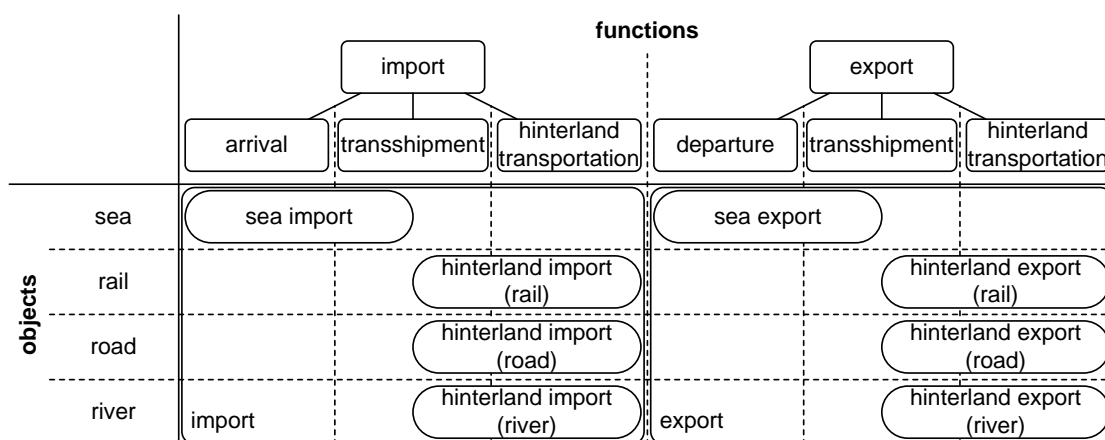 functions
import
export
arrival
transshipment
hinterland
transportation
departure
transshipment
hinterland
transportation
objects
sea
sea import
sea export
rail
hinterland import
(rail)
hinterland export
(rail)
road
hinterland import
(road)
hinterland export
(road)
river
import
hinterland import
(river)
export
hinterland export
(river)